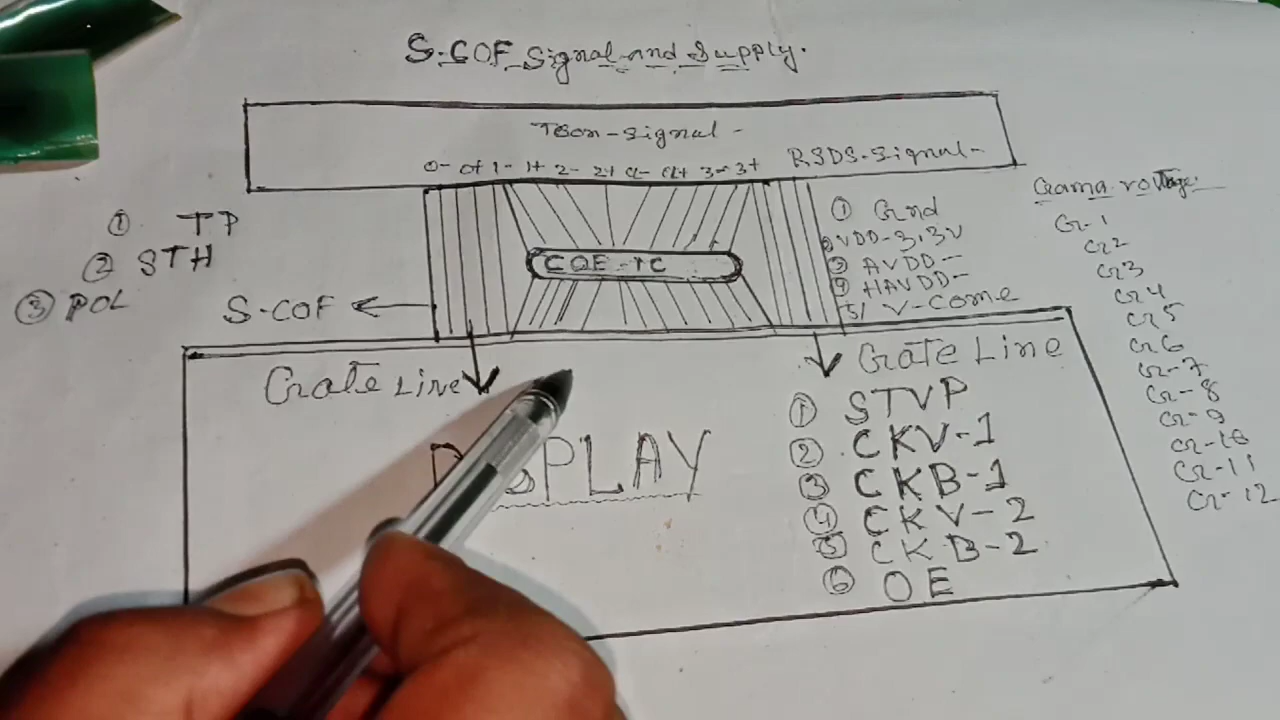 S-COF Signal and Supply.
Tcon-Signal-
0- 0+ 1- 1+ 2- 2+ CL- CL+ 3- 3+
RSDS-Signal-
① TP
② STH
③ POL
S-COF
COF-IC
① Gnd
② VDD-3.3V
③ AVDD-
④ HAVDD-
5/ V-Come
Gama voltage:
G-1
G2
G3
G4
G5
G6
G-7
G-8
G-9
G-10
G-11
G-12
Gate Line
Gate Line
DISPLAY
① STVP
② CKV-1
③ CKB-1
④ CKV-2
⑤ CKB-2
⑥ OE